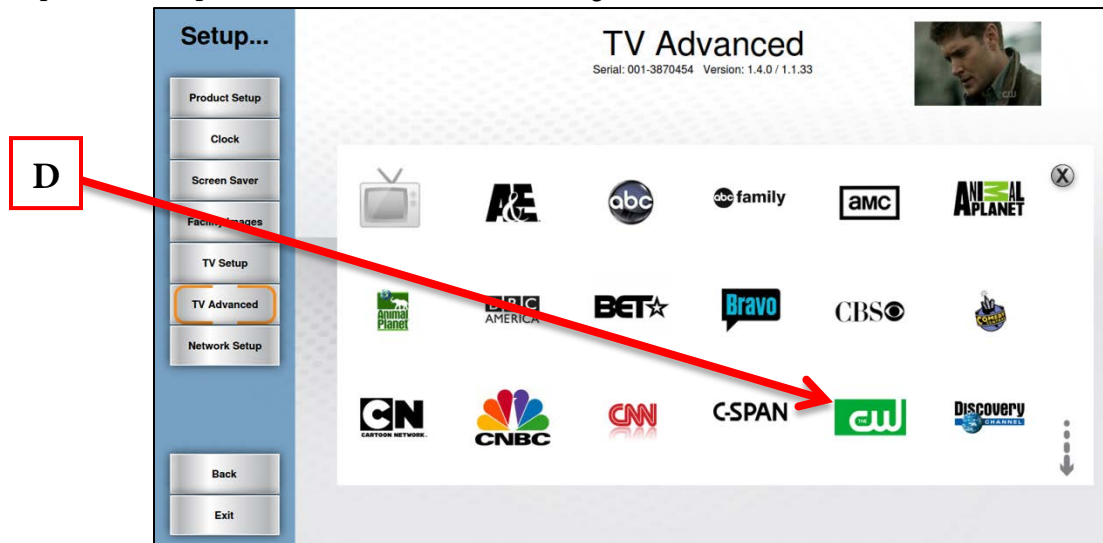 Setup...
TV Advanced
Serial: 001-3870454 Version: 1.4.0 / 1.1.33
cw
Product Setup
Clock
Screen Saver
Facility Images
TV Setup
TV Advanced
Network Setup
Back
Exit
D
A&E
abc
abc family
aMC
ANIMAL PLANET
X
Animal Planet
BBC AMERICA
BET
Bravo
CBS
COMEDY
CN
CARTOON NETWORK.
CNBC
CNN
C-SPAN
THE CW
DISCOVERY CHANNEL